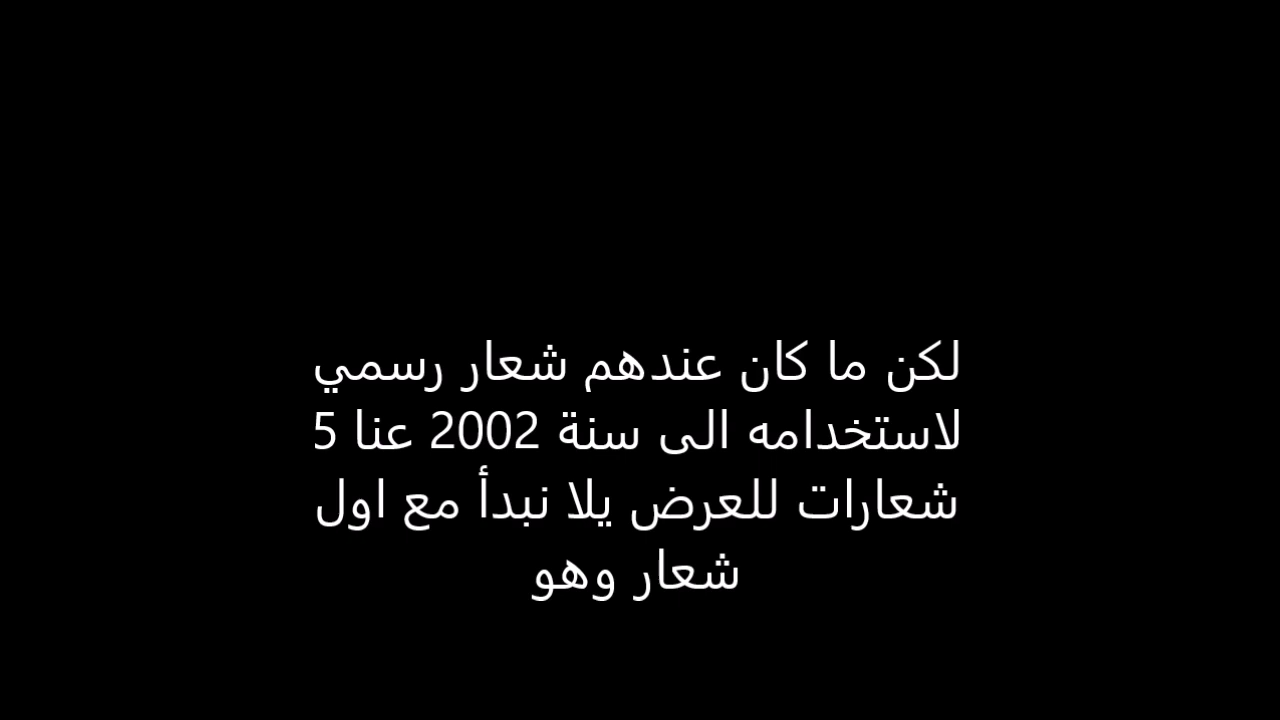 لكن ما كان عندهم شعار رسمي
لاستخدامه الى سنة 2002 عنا 5
شعارات للعرض يلا نبدأ مع اول
شعار وهو